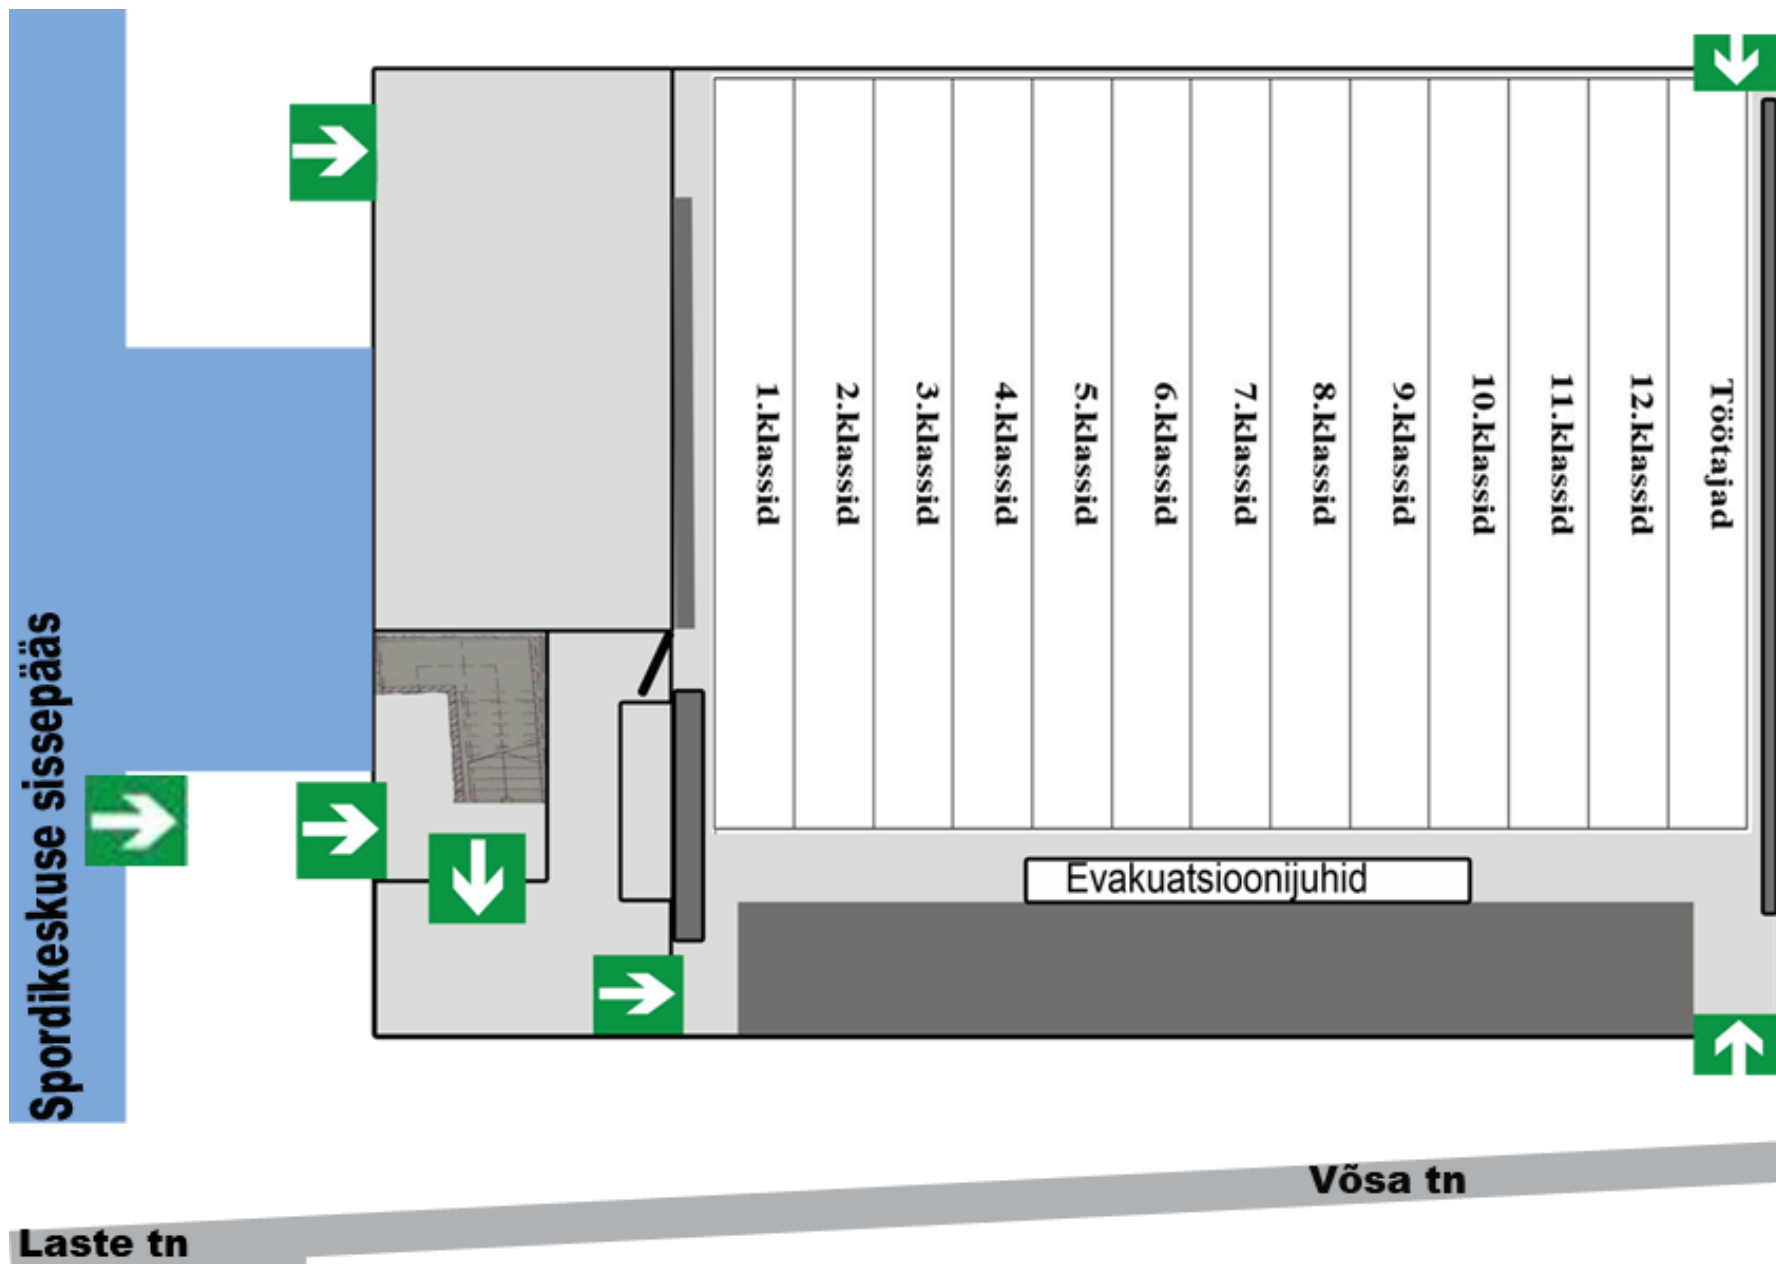 1.klassid
2.klassid
3.klassid
4.klassid
5.klassid
6.klassid
7.klassid
8.klassid
9.klassid
10.klassid
11.klassid
12.klassid
Töötajad
Spordikeskuse sissepääs
Evakuatsioonijuhid
Võsa tn
Laste tn